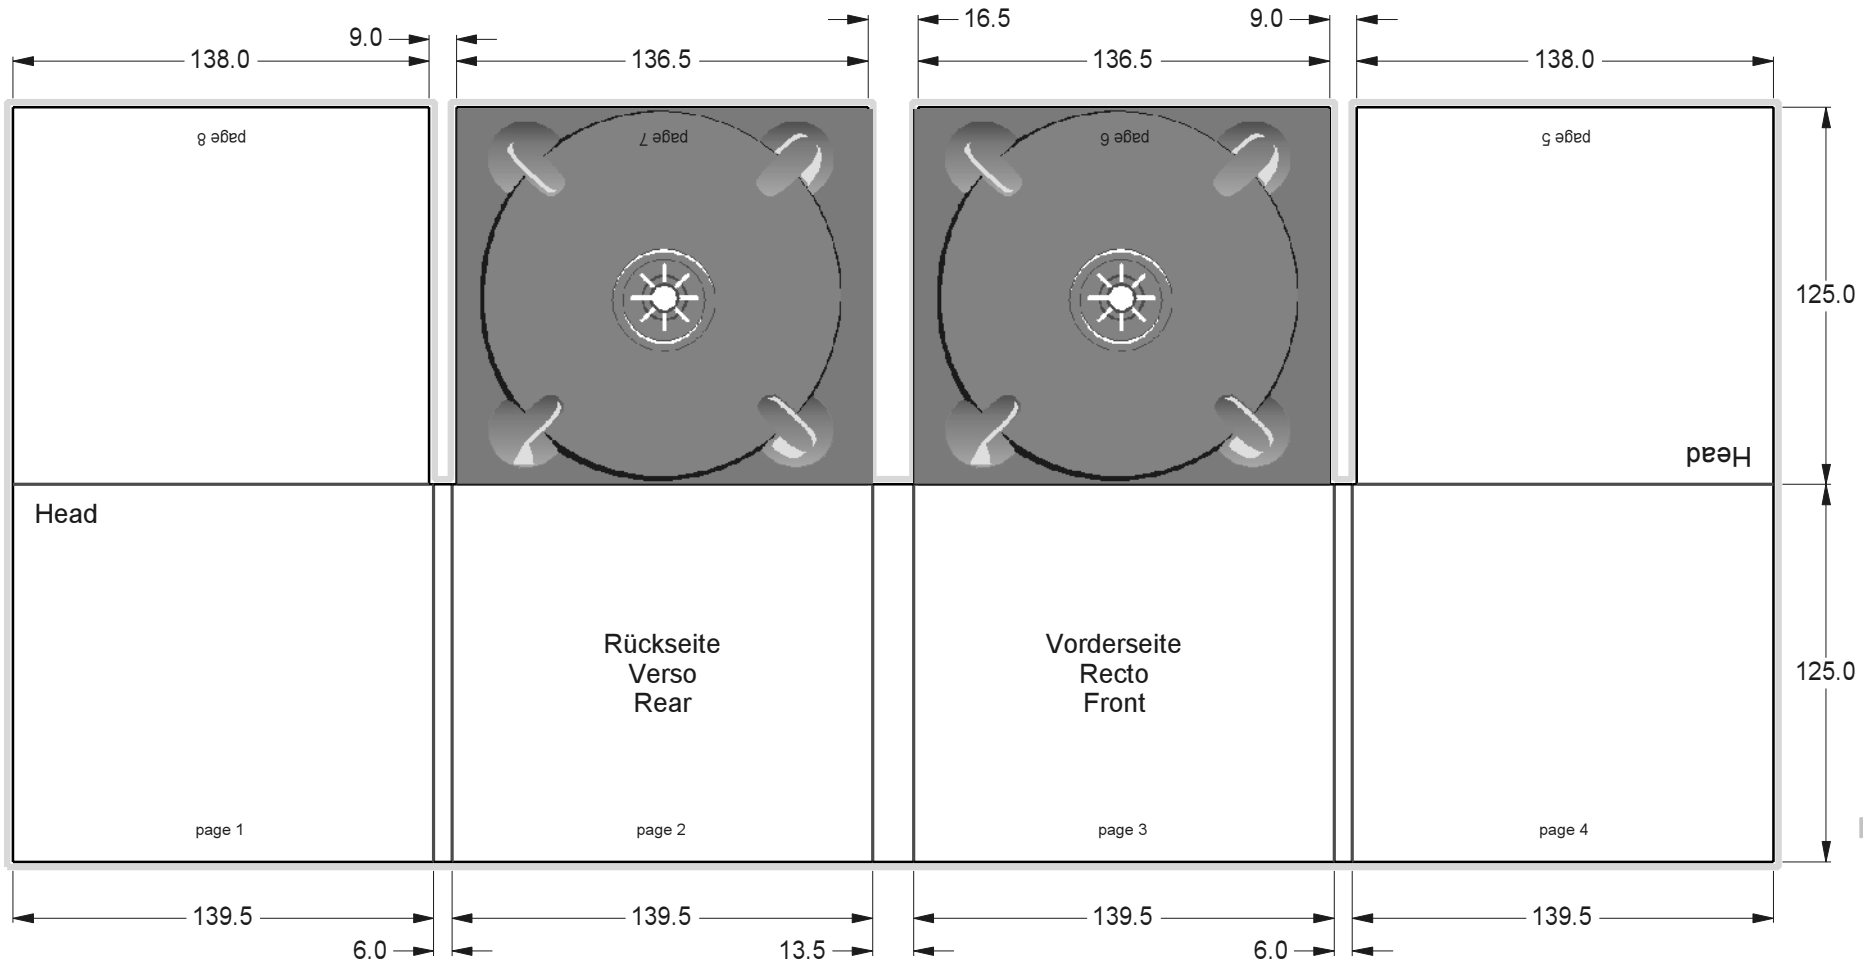 16.5
9.0
9.0
138.0
136.5
136.5
138.0
page 8
page 7
page 6
page 5
125.0
Head
Head
Rückseite
Verso
Rear
Vorderseite
Recto
Front
125.0
page 1
page 2
page 3
page 4
139.5
139.5
139.5
139.5
6.0
13.5
6.0